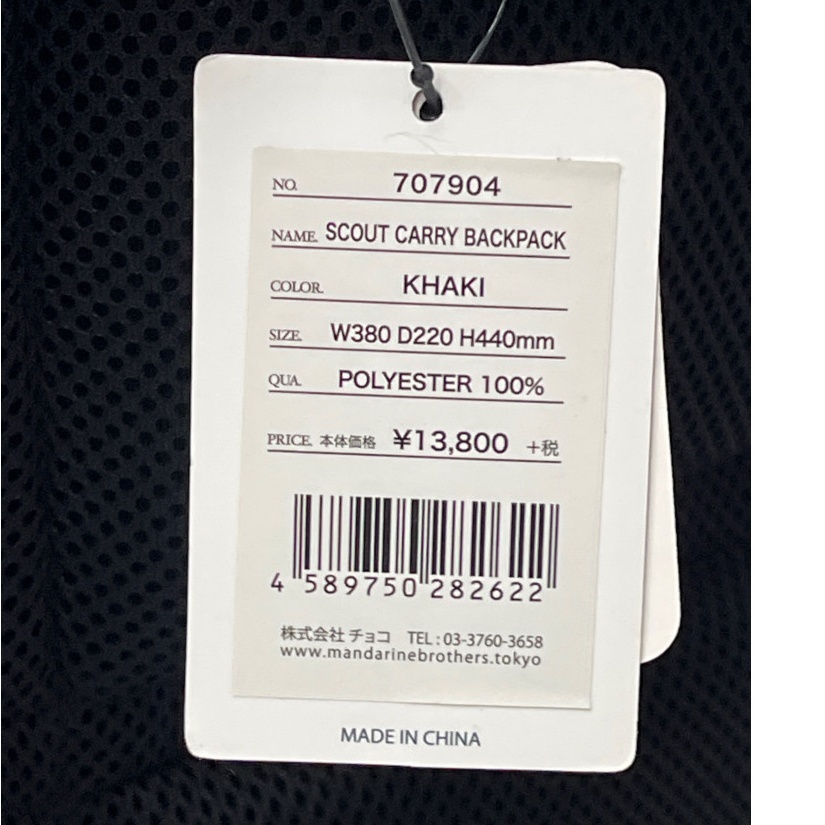 NO. 707904
NAME. SCOUT CARRY BACKPACK
COLOR. KHAKI
SIZE. W380 D220 H440mm
QUA. POLYESTER 100%
PRICE. 本体価格 ¥13,800 +税
4 589750 282622
株式会社 チョコ TEL : 03-3760-3658
www.mandarinebrothers.tokyo
MADE IN CHINA